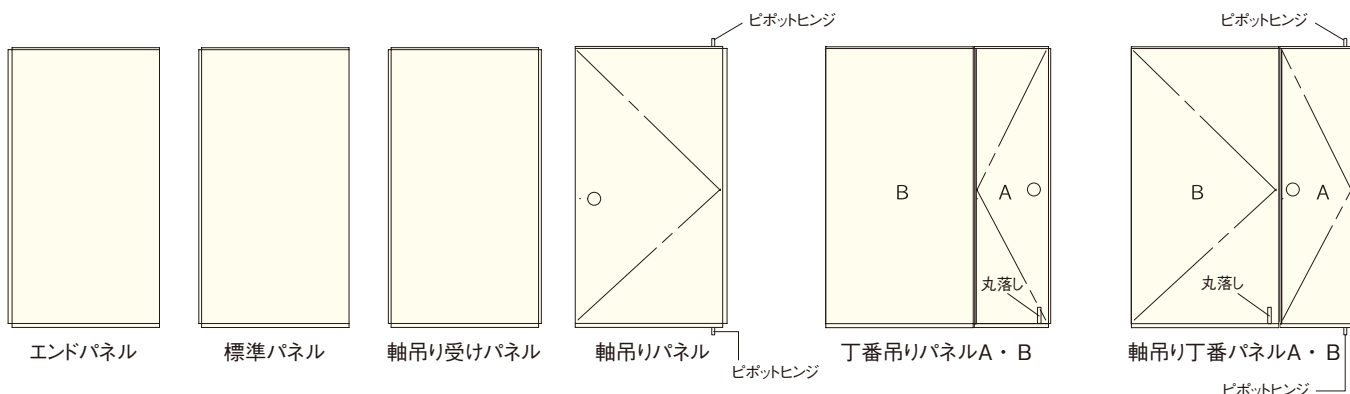 ピボットヒンジ
ピボットヒンジ
B
A
B
A
丸落し
丸落し
エンドパネル
標準パネル
軸吊り受けパネル
軸吊りパネル
丁番吊りパネルA・B
軸吊り丁番パネルA・B
ピボットヒンジ
ピボットヒンジ